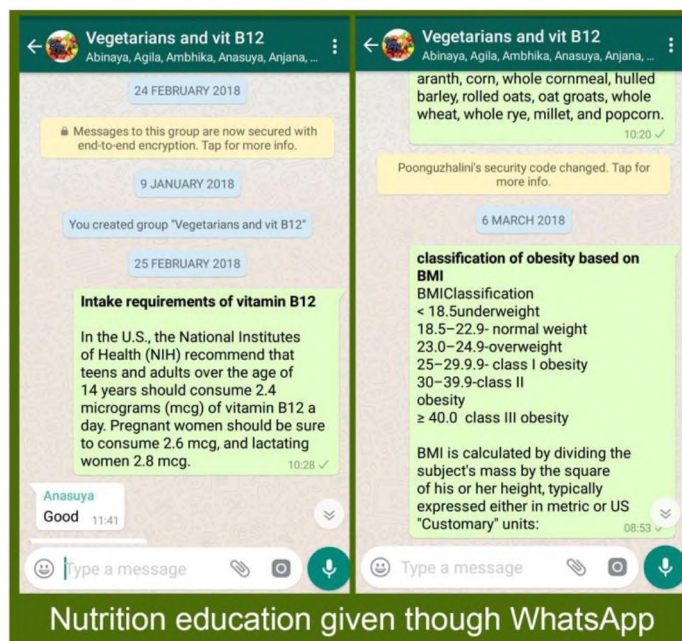 Vegetarians and vit B12
Abinaya, Agila, Ambhika, Anasuya, Anjana, ...
24 FEBRUARY 2018
Messages to this group are now secured with
end-to-end encryption. Tap for more info.
9 JANUARY 2018
You created group "Vegetarians and vit B12"
25 FEBRUARY 2018
Intake requirements of vitamin B12
In the U.S., the National Institutes
of Health (NIH) recommend that
teens and adults over the age of
14 years should consume 2.4
micrograms (mcg) of vitamin B12 a
day. Pregnant women should be sure
to consume 2.6 mcg, and lactating
women 2.8 mcg.
10:28
Anasuya
Good 11:41
Type a message
Vegetarians and vit B12
Abinaya, Agila, Ambhika, Anasuya, Anjana, ...
aranth, corn, whole cornmeal, hulled
barley, rolled oats, oat groats, whole
wheat, whole rye, millet, and popcorn.
10:20
Poonguzhalini's security code changed. Tap for
more info.
6 MARCH 2018
classification of obesity based on
BMI
BMIClassification
< 18.5underweight
18.5–22.9- normal weight
23.0–24.9-overweight
25–29.9.9- class I obesity
30–39.9-class II
obesity
≥ 40.0 class III obesity
BMI is calculated by dividing the
subject's mass by the square
of his or her height, typically
expressed either in metric or US
"Customary" units:
08:53
Type a message
Nutrition education given though WhatsApp